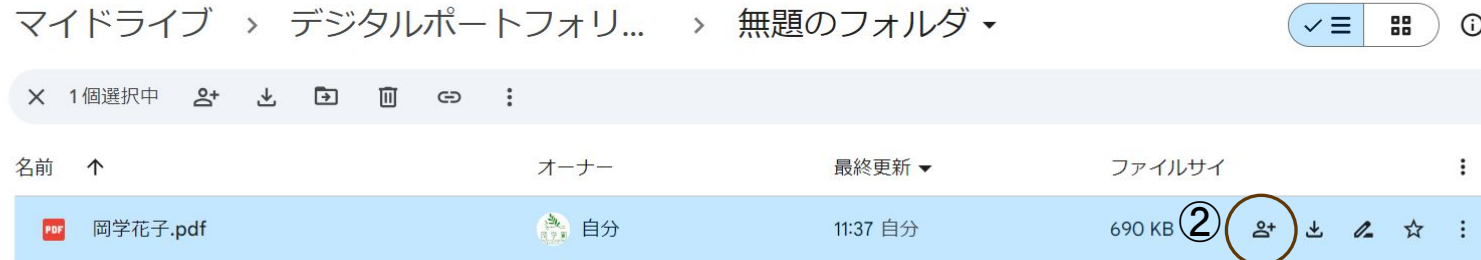 マイドライブ > デジタルポートフォリ... > 無題のフォルダ
1個選択中
名前 オーナー 最終更新 ファイルサイ
PDF 岡学花子.pdf 自分 11:37 自分 690 KB ②